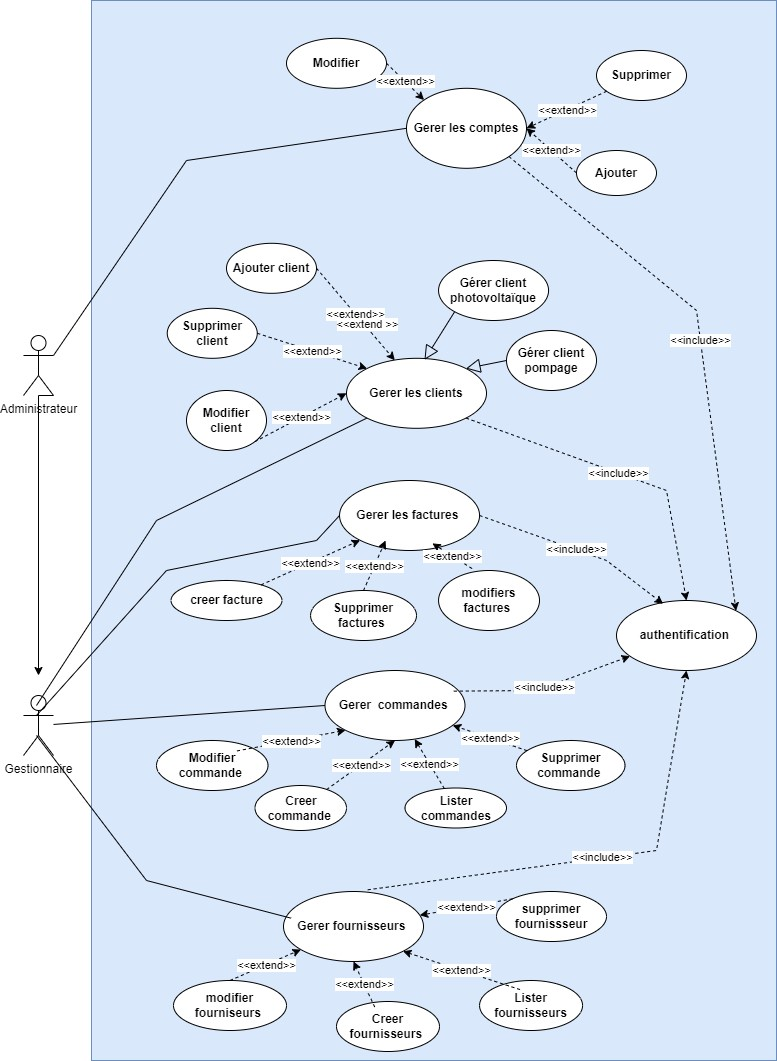 Modifier
<<extend>>
Supprimer
<<extend>>
Gerer les comptes
<<extend>>
Ajouter
Ajouter client
Gérer client
photovoltaïque
<<extend>>
<<extend >>
Supprimer
client
<<extend>>
<<include>>
Gérer client
pompage
Gerer les clients
Administrateur
Modifier
client
<<extend>>
<<include>>
Gerer les factures
<<include>>
<<extend>>
<<extend>>
<<extend>>
creer facture
Supprimer
factures
modifiers
factures
authentification
<<include>>
Gerer  commandes
Gestionnaire
<<extend>>
<<extend>>
Modifier
commande
<<extend>>
<<extend>>
Supprimer
commande
Creer
commande
Lister
commandes
<<include>>
<<extend>>
supprimer
fournissseur
Gerer fournisseurs
<<extend>>
<<extend>>
<<extend>>
modifier
fourniseurs
Creer
fournisseurs
Lister
fournisseurs